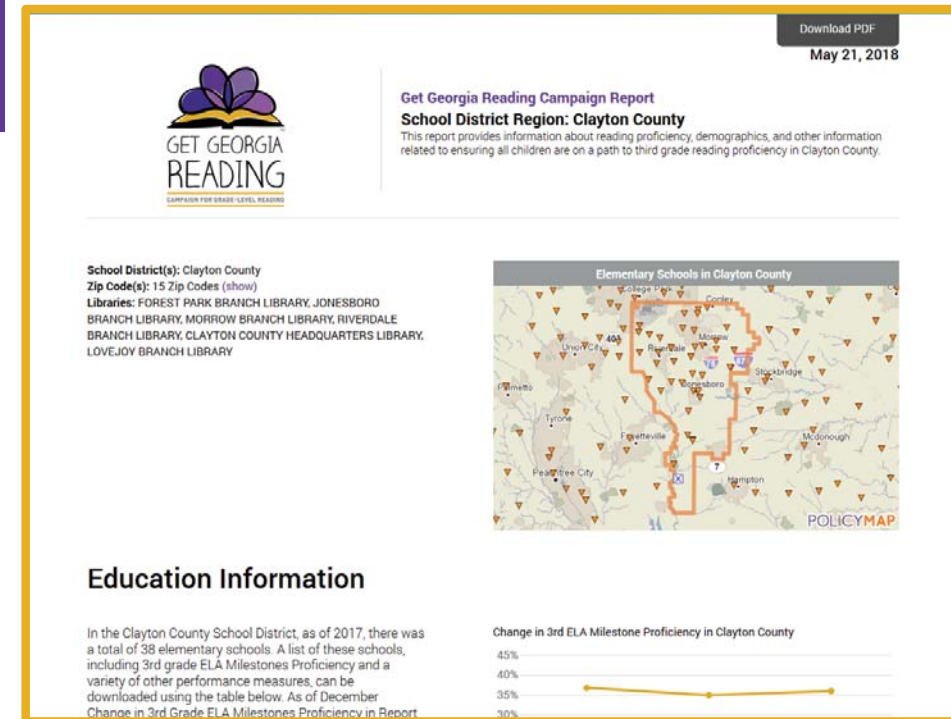 Download PDF
May 21, 2018
GET GEORGIA
READING
CAMPAIGN FOR GRADE-LEVEL READING
Get Georgia Reading Campaign Report
School District Region: Clayton County
This report provides information about reading proficiency, demographics, and other information
related to ensuring all children are on a path to third grade reading proficiency in Clayton County.
School District(s): Clayton County
Zip Code(s): 15 Zip Codes (show)
Libraries: FOREST PARK BRANCH LIBRARY, JONESBORO
BRANCH LIBRARY, MORROW BRANCH LIBRARY, RIVERDALE
BRANCH LIBRARY, CLAYTON COUNTY HEADQUARTERS LIBRARY,
LOVEJOY BRANCH LIBRARY
Elementary Schools in Clayton County
College Park
Conley
Union City
Riverdale
Morrow
Jonesboro
Stockbridge
Palmetto
Tyrone
Fayetteville
Mcdonough
Peachtree City
7
Hampton
POLICYMAP
Education Information
In the Clayton County School District, as of 2017, there was
a total of 38 elementary schools. A list of these schools,
including 3rd grade ELA Milestones Proficiency and a
variety of other performance measures, can be
downloaded using the table below. As of December
Change in 3rd Grade ELA Milestones Proficiency in Report
Change in 3rd ELA Milestone Proficiency in Clayton County
45%
40%
35%
30%